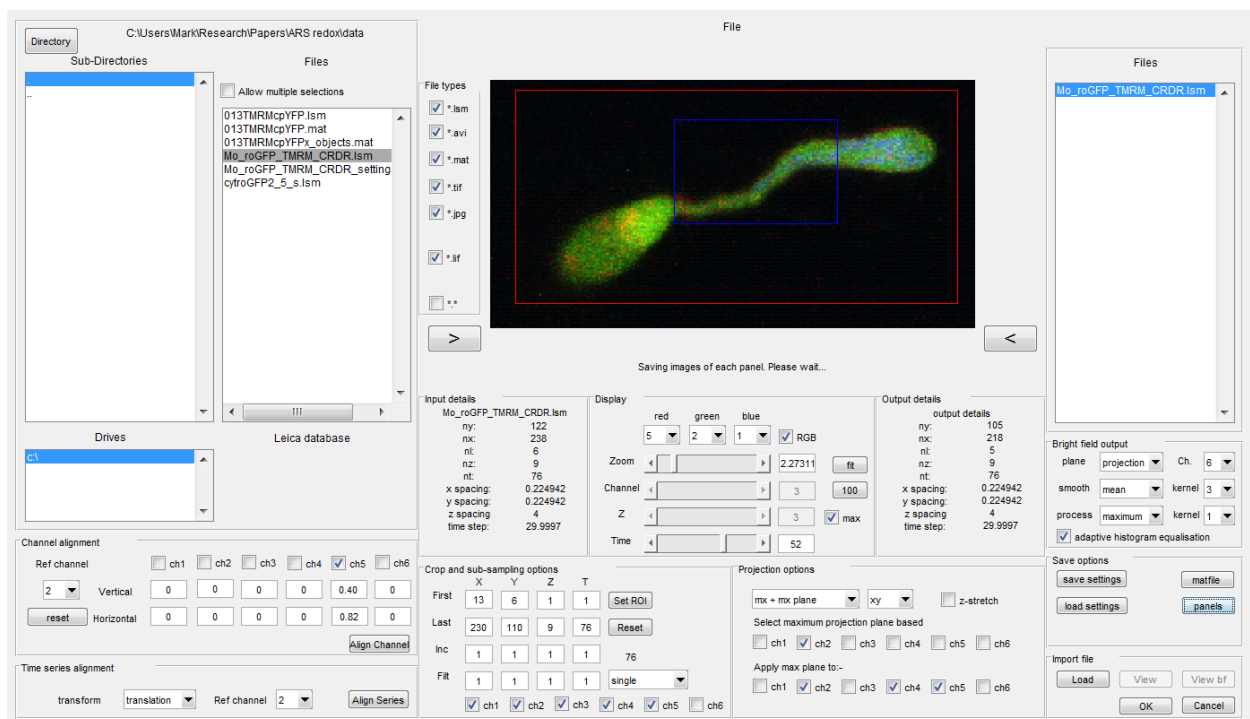 File
Directory
C:\Users\Mark\Research\Papers\ARS redox\data
Sub-Directories
Files
.
..
Allow multiple selections
013TMRMcpYFP.lsm
013TMRMcpYFP.mat
013TMRMcpYFPx_objects.mat
Mo_roGFP_TMRM_CRDR.lsm
Mo_roGFP_TMRM_CRDR_setting
cytroGFP2_5_s.lsm
Drives
Leica database
c:\
File types
*.lsm
*.avi
*.mat
*.tif
*.jpg
*.lif
*.*
>
<
Saving images of each panel. Please wait...
Files
Mo_roGFP_TMRM_CRDR.lsm
Input details
Mo_roGFP_TMRM_CRDR.lsm
ny: 122
nx: 238
nl: 6
nz: 9
nt: 76
x spacing: 0.224942
y spacing: 0.224942
z spacing 4
time step: 29.9997
Display
red green blue
5 2 1 RGB
Zoom 2.27311 fit
Channel 3 100
Z 3 max
Time 52
Output details
output details
ny: 105
nx: 218
nl: 5
nz: 9
nt: 76
x spacing: 0.224942
y spacing: 0.224942
z spacing 4
time step: 29.9997
Bright field output
plane projection Ch. 6
smooth mean kernel 3
process maximum kernel 1
adaptive histogram equalisation
Channel alignment
Ref channel ch1 ch2 ch3 ch4 ch5 ch6
2 Vertical 0 0 0 0 0.40 0
reset Horizontal 0 0 0 0 0.82 0
Align Channel
Time series alignment
transform translation Ref channel 2 Align Series
Crop and sub-sampling options
X Y Z T
First 13 6 1 1 Set ROI
Last 230 110 9 76 Reset
Inc 1 1 1 1 76
Filt 1 1 1 1 single
ch1 ch2 ch3 ch4 ch5 ch6
Projection options
mx + mx plane xy z-stretch
Select maximum projection plane based
ch1 ch2 ch3 ch4 ch5 ch6
Apply max plane to:-
ch1 ch2 ch3 ch4 ch5 ch6
Save options
save settings matfile
load settings panels
Import file
Load View View bf
OK Cancel